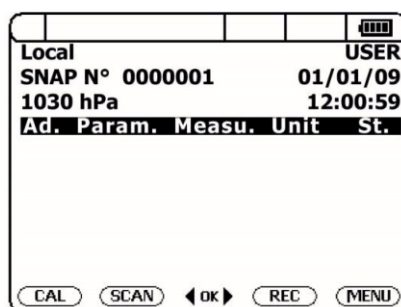 Local USER
SNAP N° 0000001 01/01/09
1030 hPa 12:00:59
Ad. Param. Measu. Unit St.
CAL SCAN OK REC MENU